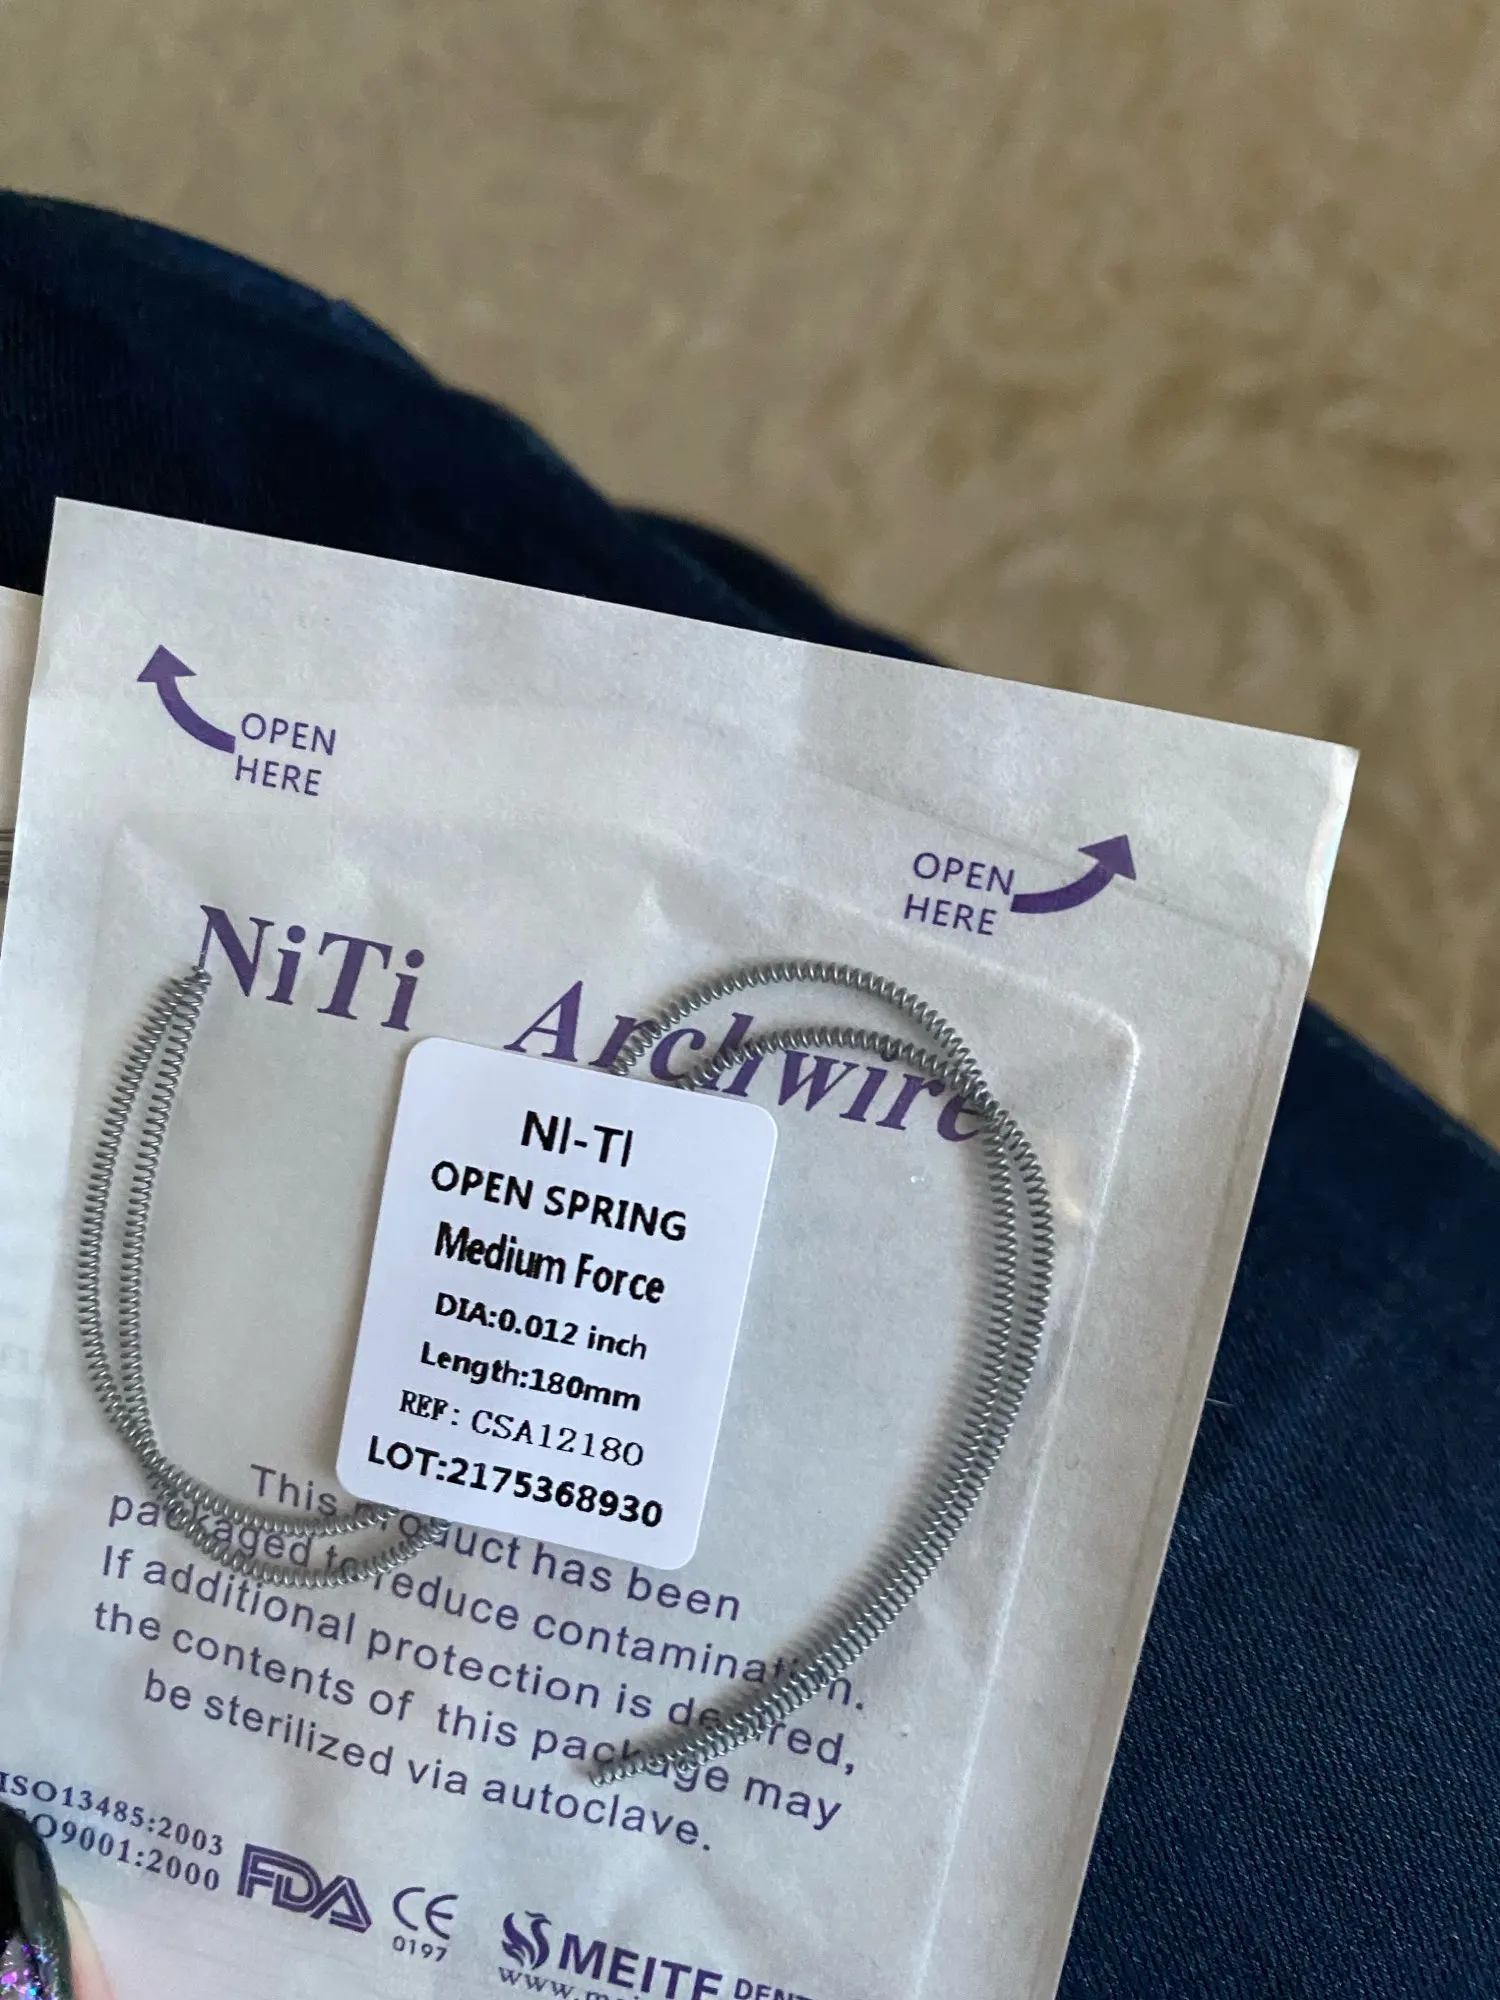 OPEN
HERE
OPEN
HERE
NiTi Archwire
NI-TI
OPEN SPRING
Medium Force
DIA:0.012 inch
Length:180mm
REF: CSA12180
LOT:2175368930
This product has been
packaged to reduce contamination.
If additional protection is desired,
the contents of this package may
be sterilized via autoclave.
ISO13485:2003
ISO9001:2000
FDA
CE
0197
MEITE